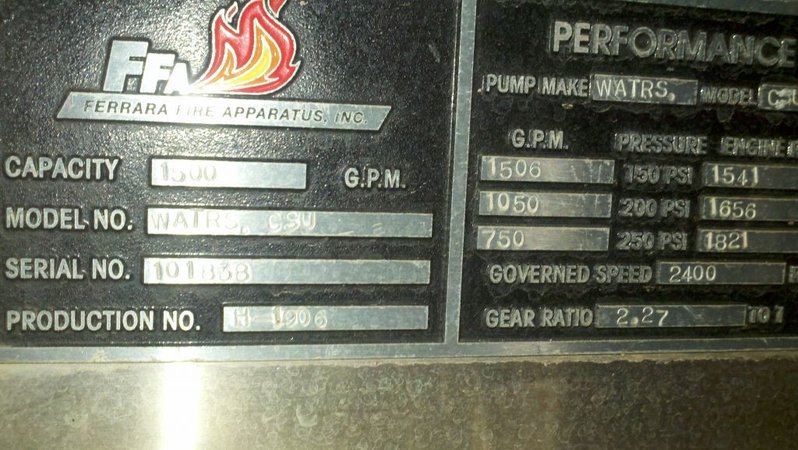 FFA
FERRARA FIRE APPARATUS, INC.
CAPACITY 1500 G.P.M.
MODEL NO. WATRS, CSU
SERIAL NO. 101838
PRODUCTION NO. H-1906
PERFORMANCE
PUMP MAKE WATRS, MODEL CSU
G.P.M. PRESSURE ENGINE
1506 150 PSI 1541
1050 200 PSI 1656
750 250 PSI 1821
GOVERNED SPEED 2400
GEAR RATIO 2.27 TO 1